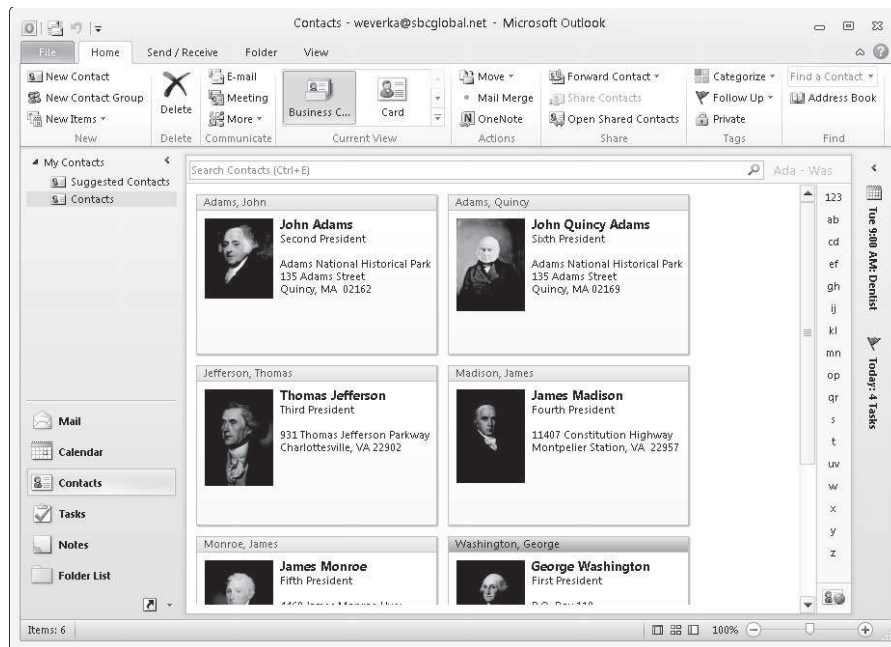 Contacts - weverka@sbcglobal.net - Microsoft Outlook
File Home Send / Receive Folder View
New Contact
New Contact Group
New Items
New
Delete
Delete
E-mail
Meeting
More
Communicate
Business C...
Card
Current View
Move
Mail Merge
OneNote
Actions
Forward Contact
Share Contacts
Open Shared Contacts
Share
Categorize
Follow Up
Private
Tags
Find a Contact
Address Book
Find
My Contacts
Suggested Contacts
Contacts
Mail
Calendar
Contacts
Tasks
Notes
Folder List
Search Contacts (Ctrl+E)
Ada - Was
Adams, John
John Adams
Second President
Adams National Historical Park
135 Adams Street
Quincy, MA 02162
Adams, Quincy
John Quincy Adams
Sixth President
Adams National Historical Park
135 Adams Street
Quincy, MA 02169
Jefferson, Thomas
Thomas Jefferson
Third President
931 Thomas Jefferson Parkway
Charlottesville, VA 22902
Madison, James
James Madison
Fourth President
11407 Constitution Highway
Montpelier Station, VA 22957
Monroe, James
James Monroe
Fifth President
Washington, George
George Washington
First President
123
ab
cd
ef
gh
ij
kl
mn
op
qr
s
t
uv
w
x
y
z
Tue 9:00 AM: Dentist
Today: 4 Tasks
Items: 6
100%